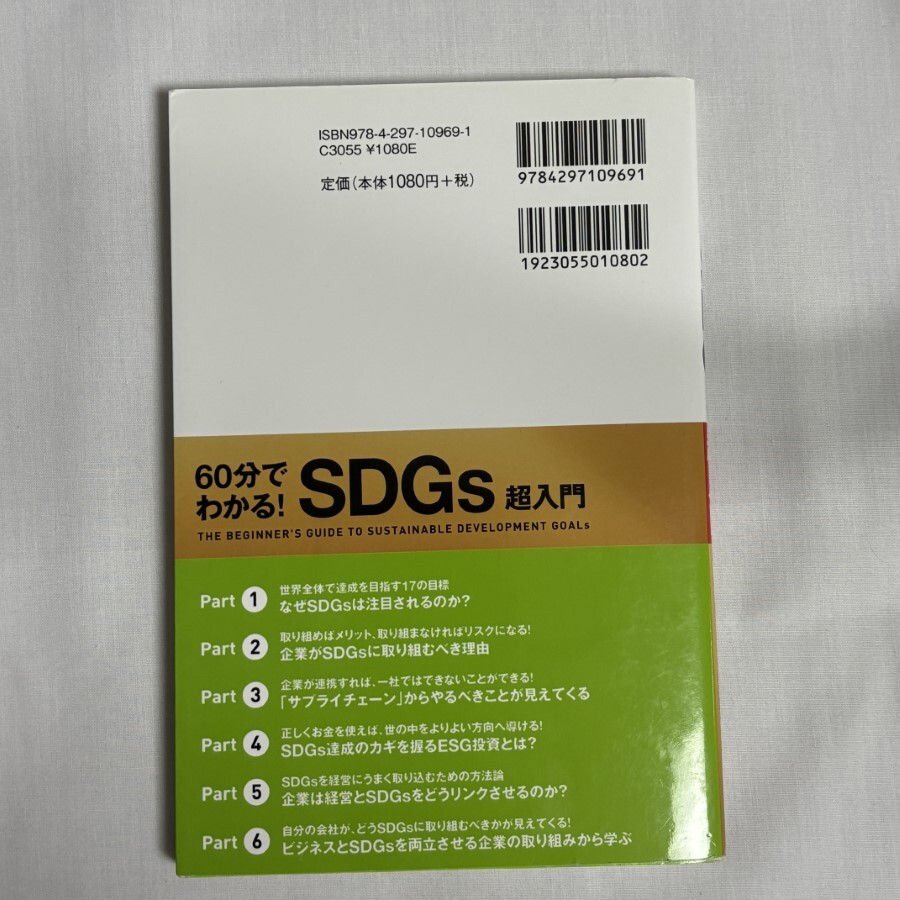 ISBN978-4-297-10969-1
C3055 ¥1080E
定価(本体1080円+税)
9784297109691
1923055010802
60分で
わかる!
SDGs 超入門
THE BEGINNER'S GUIDE TO SUSTAINABLE DEVELOPMENT GOALs
Part 1
世界全体で達成を目指す17の目標
なぜSDGsは注目されるのか?
Part 2
取り組めばメリット、取り組まなければリスクになる!
企業がSDGsに取り組むべき理由
Part 3
企業が連携すれば、一社ではできないことができる!
「サプライチェーン」からやるべきことが見えてくる
Part 4
正しくお金を使えば、世の中をよりよい方向へ導ける!
SDGs達成のカギを握るESG投資とは?
Part 5
SDGsを経営にうまく取り込むための方法論
企業は経営とSDGsをどうリンクさせるのか?
Part 6
自分の会社が、どうSDGsに取り組むべきかが見えてくる!
ビジネスとSDGsを両立させる企業の取り組みから学ぶ